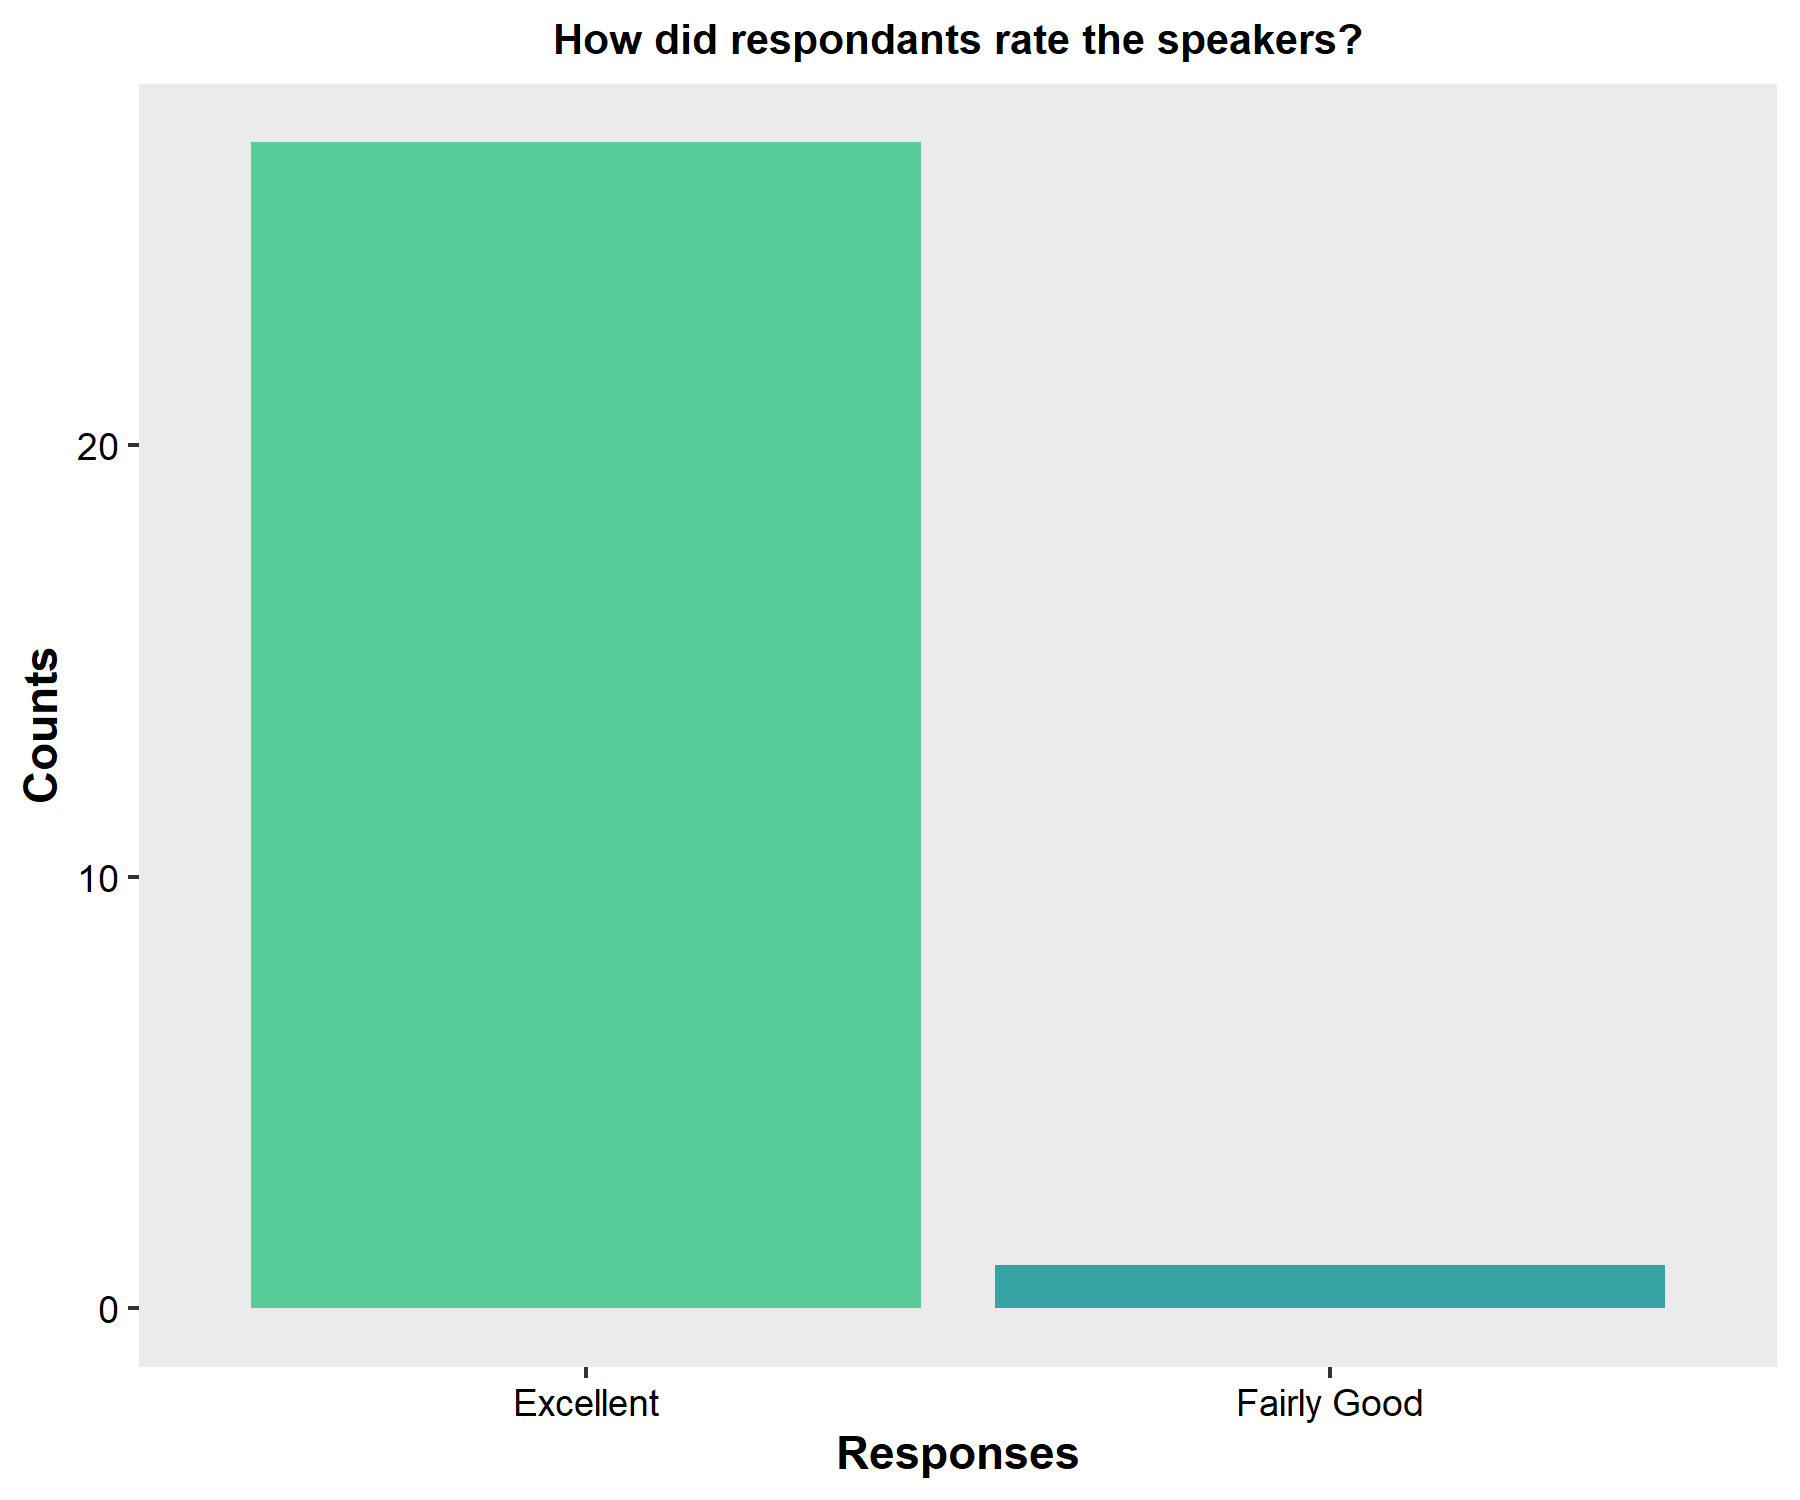 How did respondants rate the speakers?
Counts
20
10
0
Excellent
Fairly Good
Responses